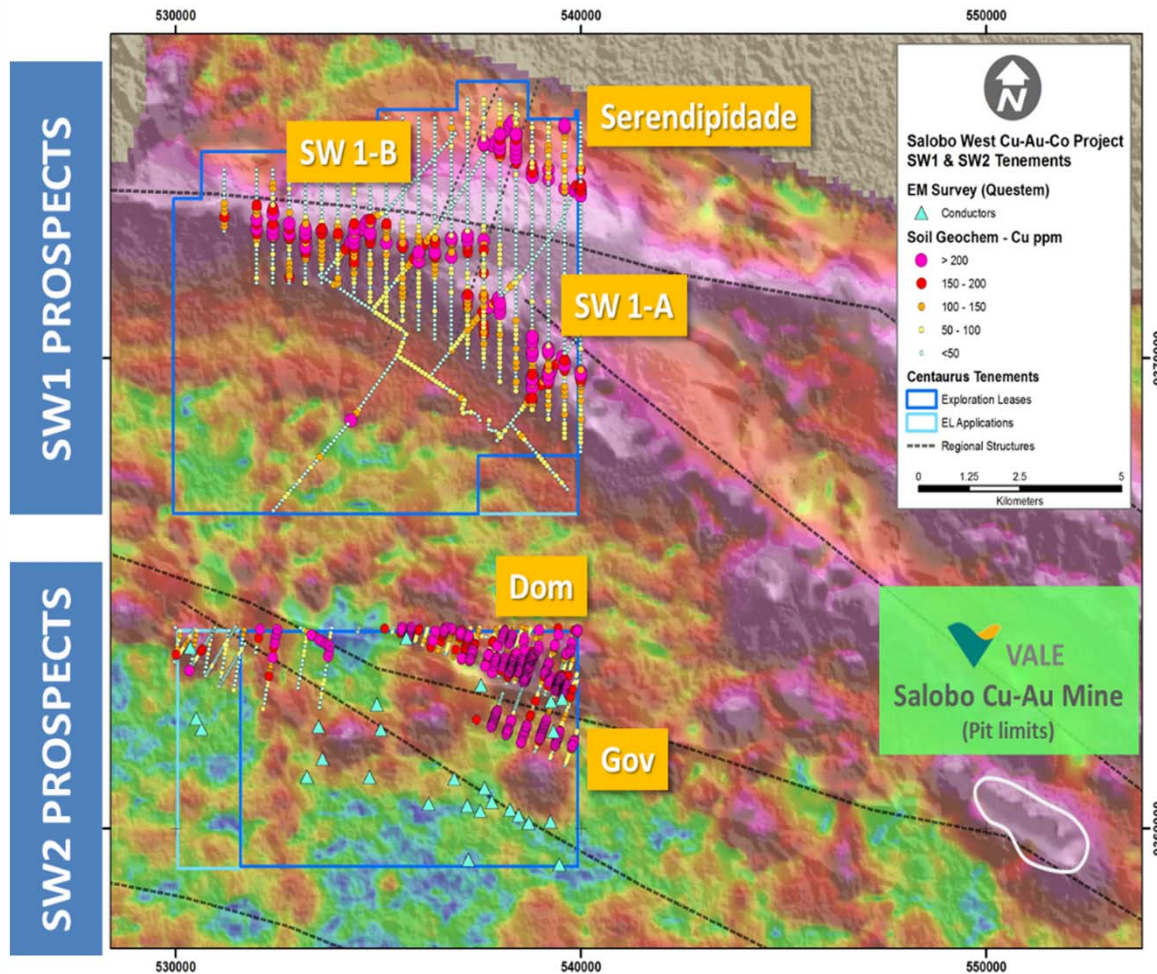 530000
540000
550000
SW1 PROSPECTS
Serendipidade
SW 1-B
SW 1-A
N
Salobo West Cu-Au-Co Project
SW1 & SW2 Tenements
EM Survey (Questem)
Conductors
Soil Geochem - Cu ppm
> 200
150 - 200
100 - 150
50 - 100
<50
Centaurus Tenements
Exploration Leases
EL Applications
Regional Structures
0 1.25 2.5 5
Kilometers
9370000
SW2 PROSPECTS
Dom
Gov
VALE
Salobo Cu-Au Mine
(Pit limits)
9360000
530000
540000
550000